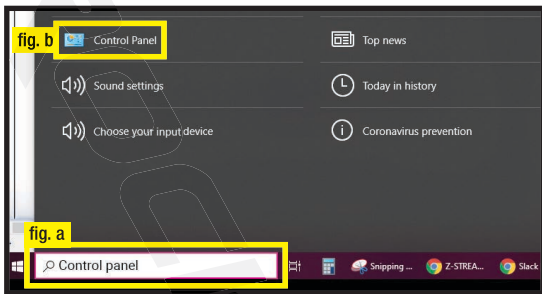 fig. b
Control Panel
Sound settings
Choose your input device
Top news
Today in history
Coronavirus prevention
fig. a
Control panel
Snipping ...
Z-STREA...
Slack